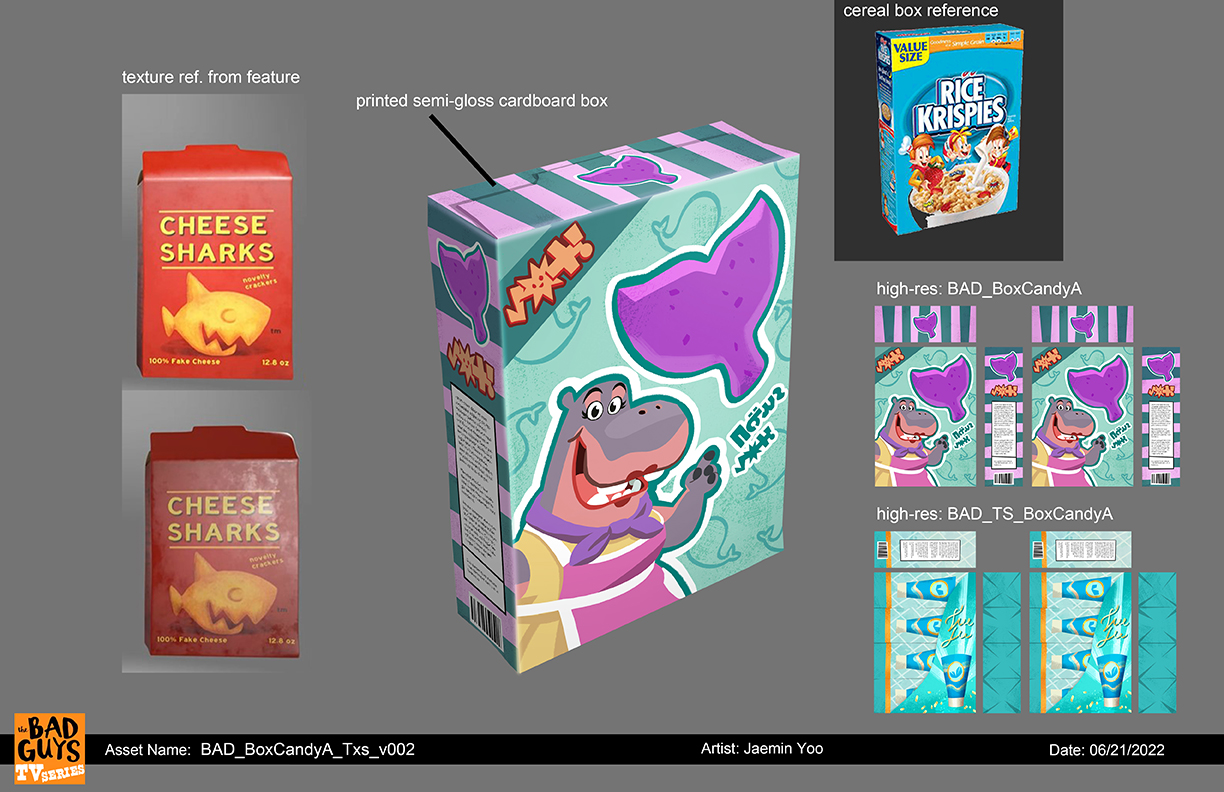 cereal box reference
VALUE
SIZE
RICE
KRISPIES
texture ref. from feature
printed semi-gloss cardboard box
CHEESE
SHARKS
novelty
crackers
tm
100% Fake Cheese
12.8 oz
CHEESE
SHARKS
novelty
crackers
tm
100% Fake Cheese
12.8 oz
high-res: BAD_BoxCandyA
high-res: BAD_TS_BoxCandyA
the
BAD
GUYS
TV SERIES
Asset Name: BAD_BoxCandyA_Txs_v002
Artist: Jaemin Yoo
Date: 06/21/2022